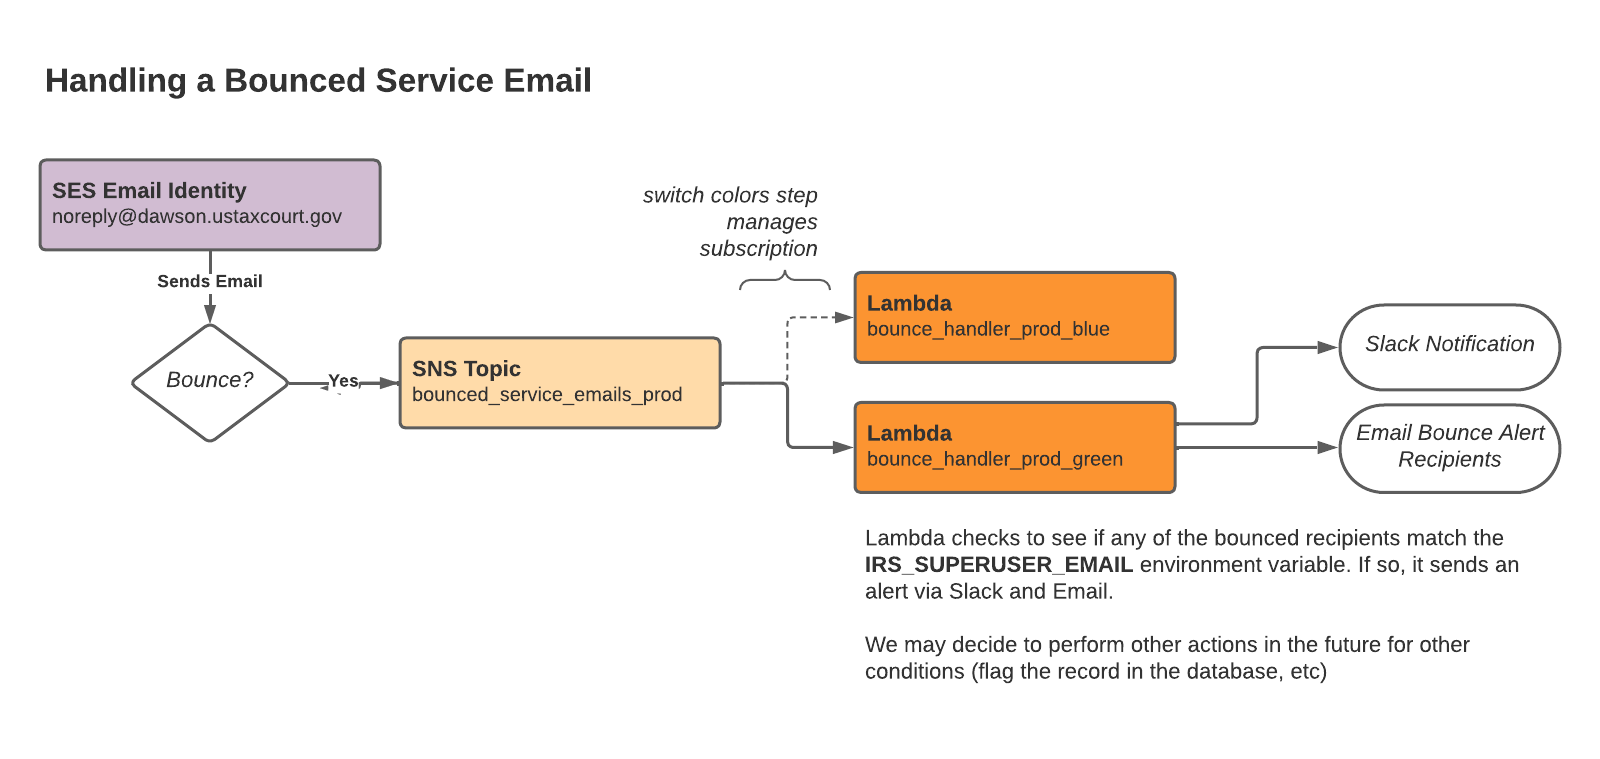 Handling a Bounced Service Email
SES Email Identity
noreply@dawson.ustaxcourt.gov
Sends Email
Bounce?
Yes
SNS Topic
bounced_service_emails_prod
switch colors step
manages
subscription
Lambda
bounce_handler_prod_blue
Lambda
bounce_handler_prod_green
Slack Notification
Email Bounce Alert
Recipients
Lambda checks to see if any of the bounced recipients match the
IRS_SUPERUSER_EMAIL environment variable. If so, it sends an
alert via Slack and Email.
We may decide to perform other actions in the future for other
conditions (flag the record in the database, etc)